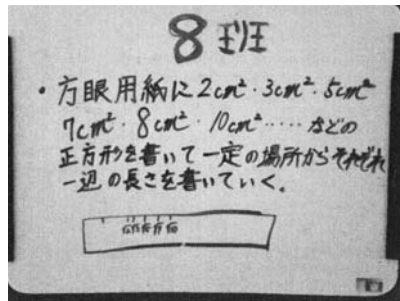 8班
・方眼用紙に2cm²・3cm²・5cm²
7cm²・8cm²・10cm²‥‥‥などの
正方形を書いて一定の場所からそれぞれ
一辺の長さを書いていく。